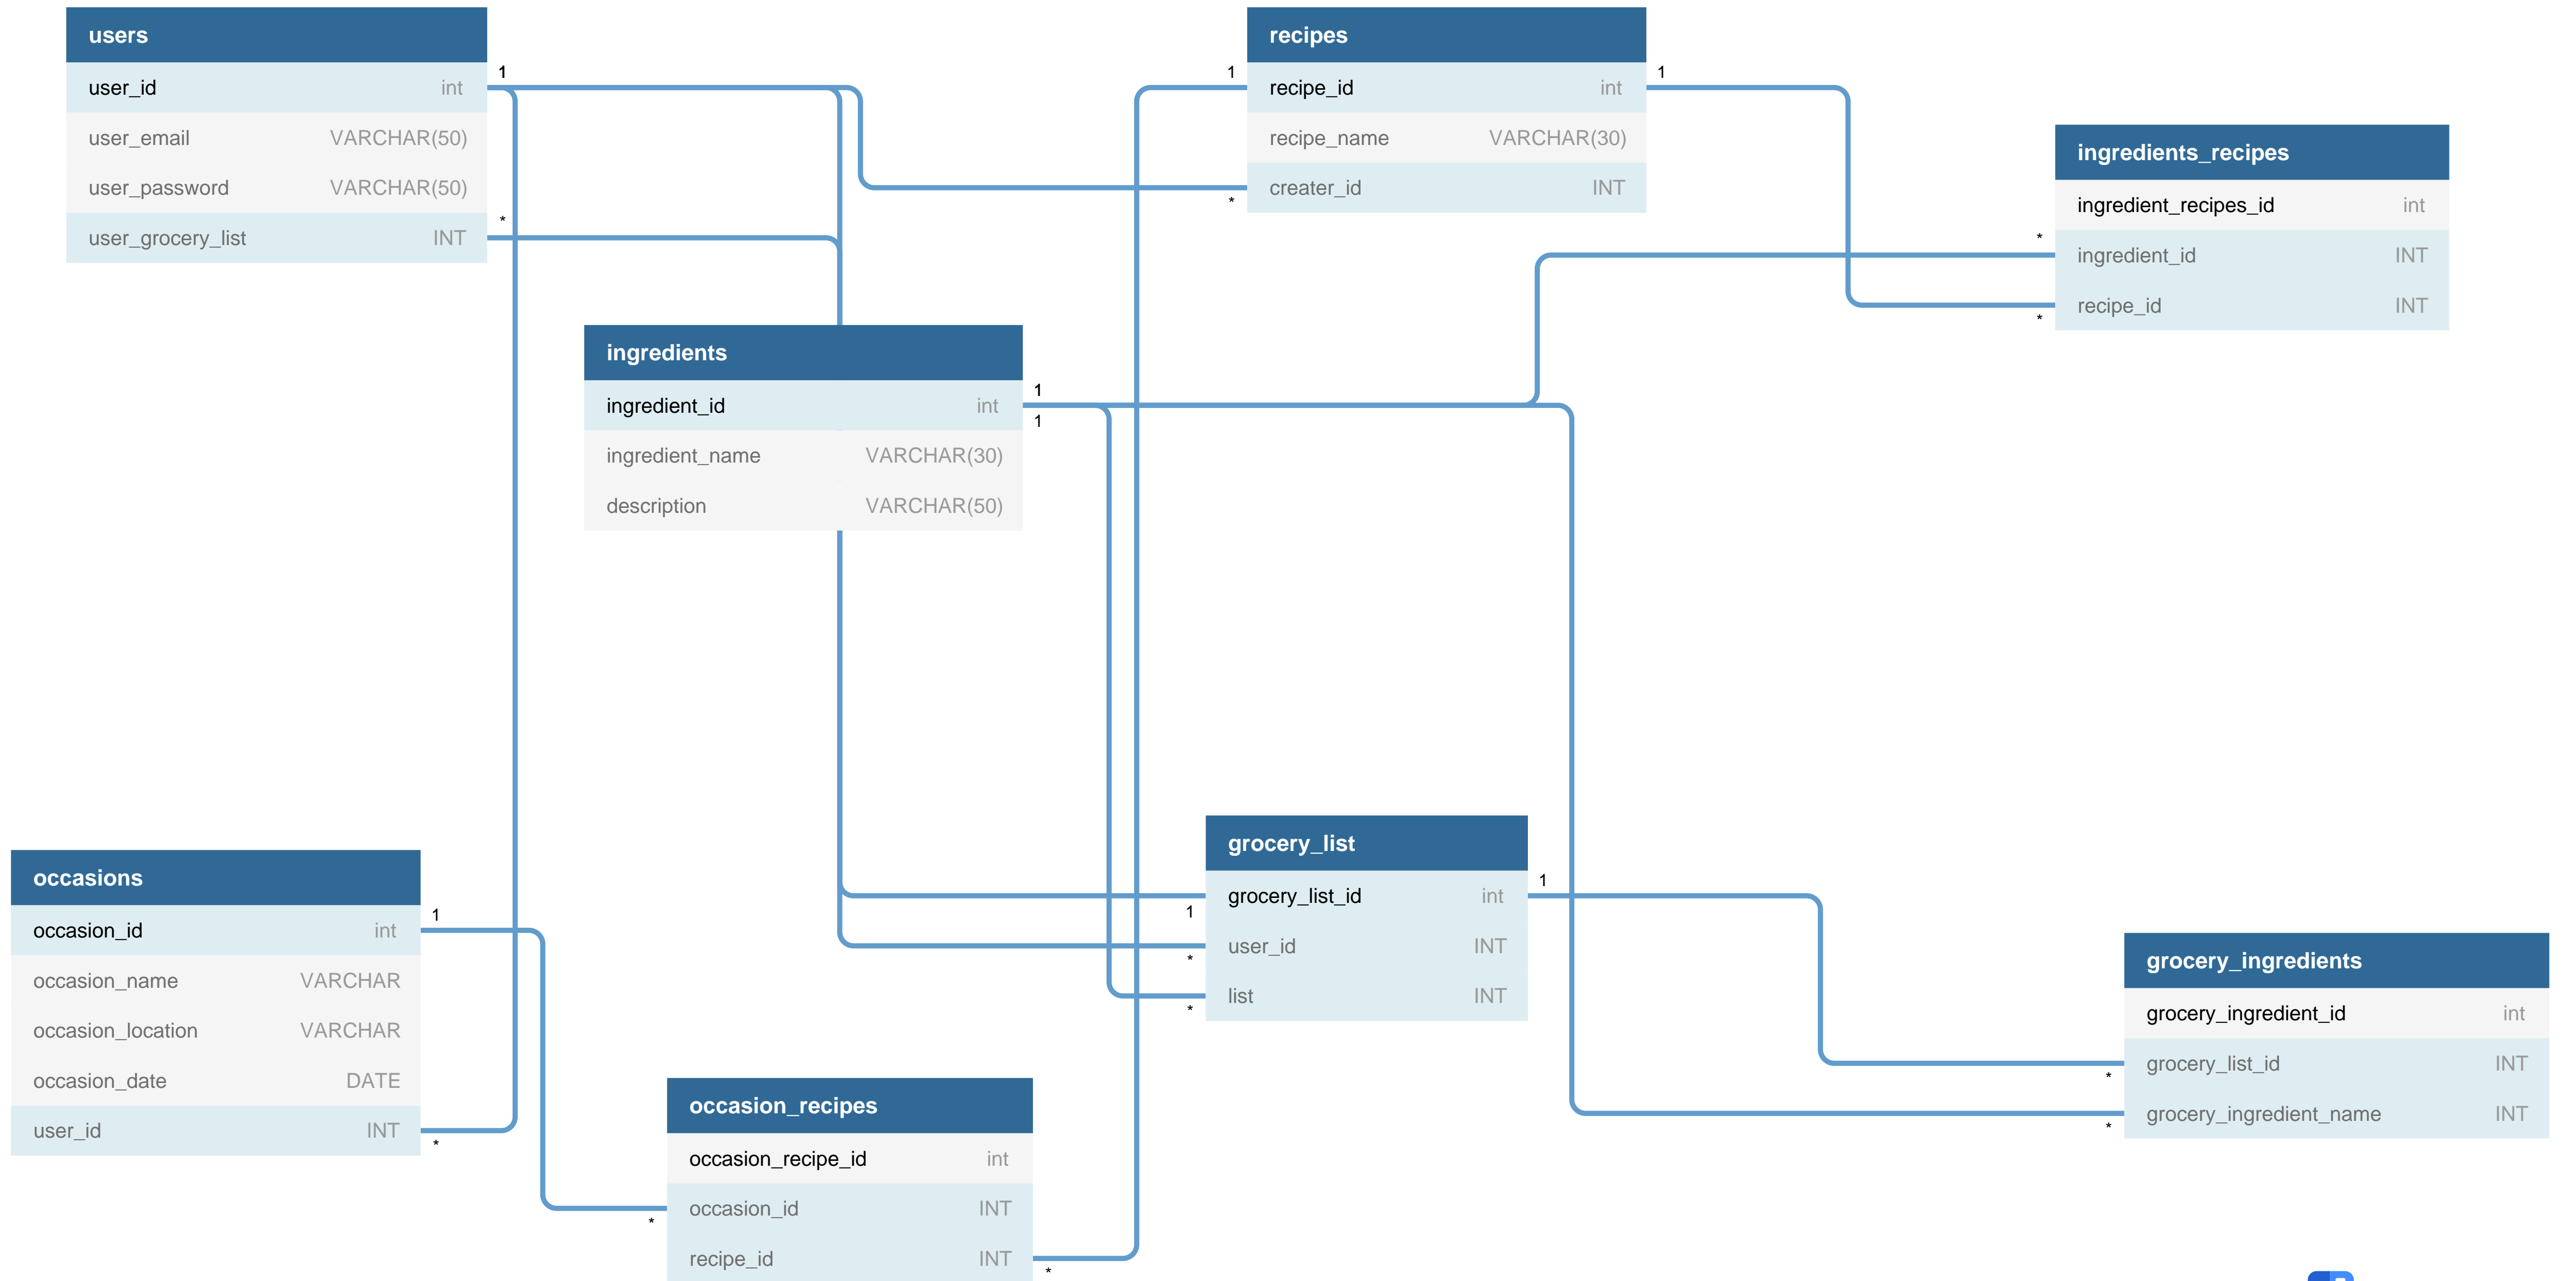 users
user_id int
user_email VARCHAR(50)
user_password VARCHAR(50)
user_grocery_list INT
1
*
recipes
recipe_id int
recipe_name VARCHAR(30)
creater_id INT
1
1
*
ingredients_recipes
ingredient_recipes_id int
ingredient_id INT
recipe_id INT
*
*
ingredients
ingredient_id int
ingredient_name VARCHAR(30)
description VARCHAR(50)
1
1
grocery_list
grocery_list_id int
user_id INT
list INT
1
1
*
*
occasions
occasion_id int
occasion_name VARCHAR
occasion_location VARCHAR
occasion_date DATE
user_id INT
1
*
grocery_ingredients
grocery_ingredient_id int
grocery_list_id INT
grocery_ingredient_name INT
*
*
occasion_recipes
occasion_recipe_id int
occasion_id INT
recipe_id INT
*
*